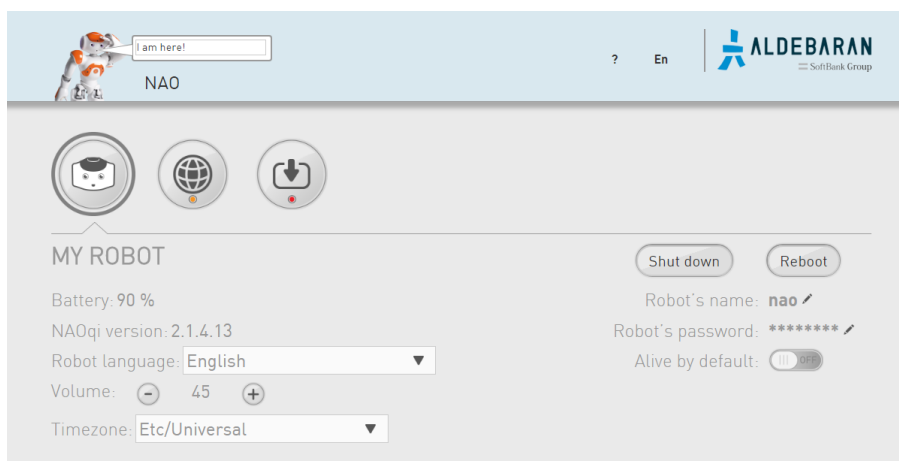 I am here!
NAO
? En
ALDEBARAN
SoftBank Group
MY ROBOT
Shut down Reboot
Battery: 90 % Robot's name: nao
NAOqi version: 2.1.4.13 Robot's password: ********
Robot language: English Alive by default: OFF
Volume: - 45 +
Timezone: Etc/Universal